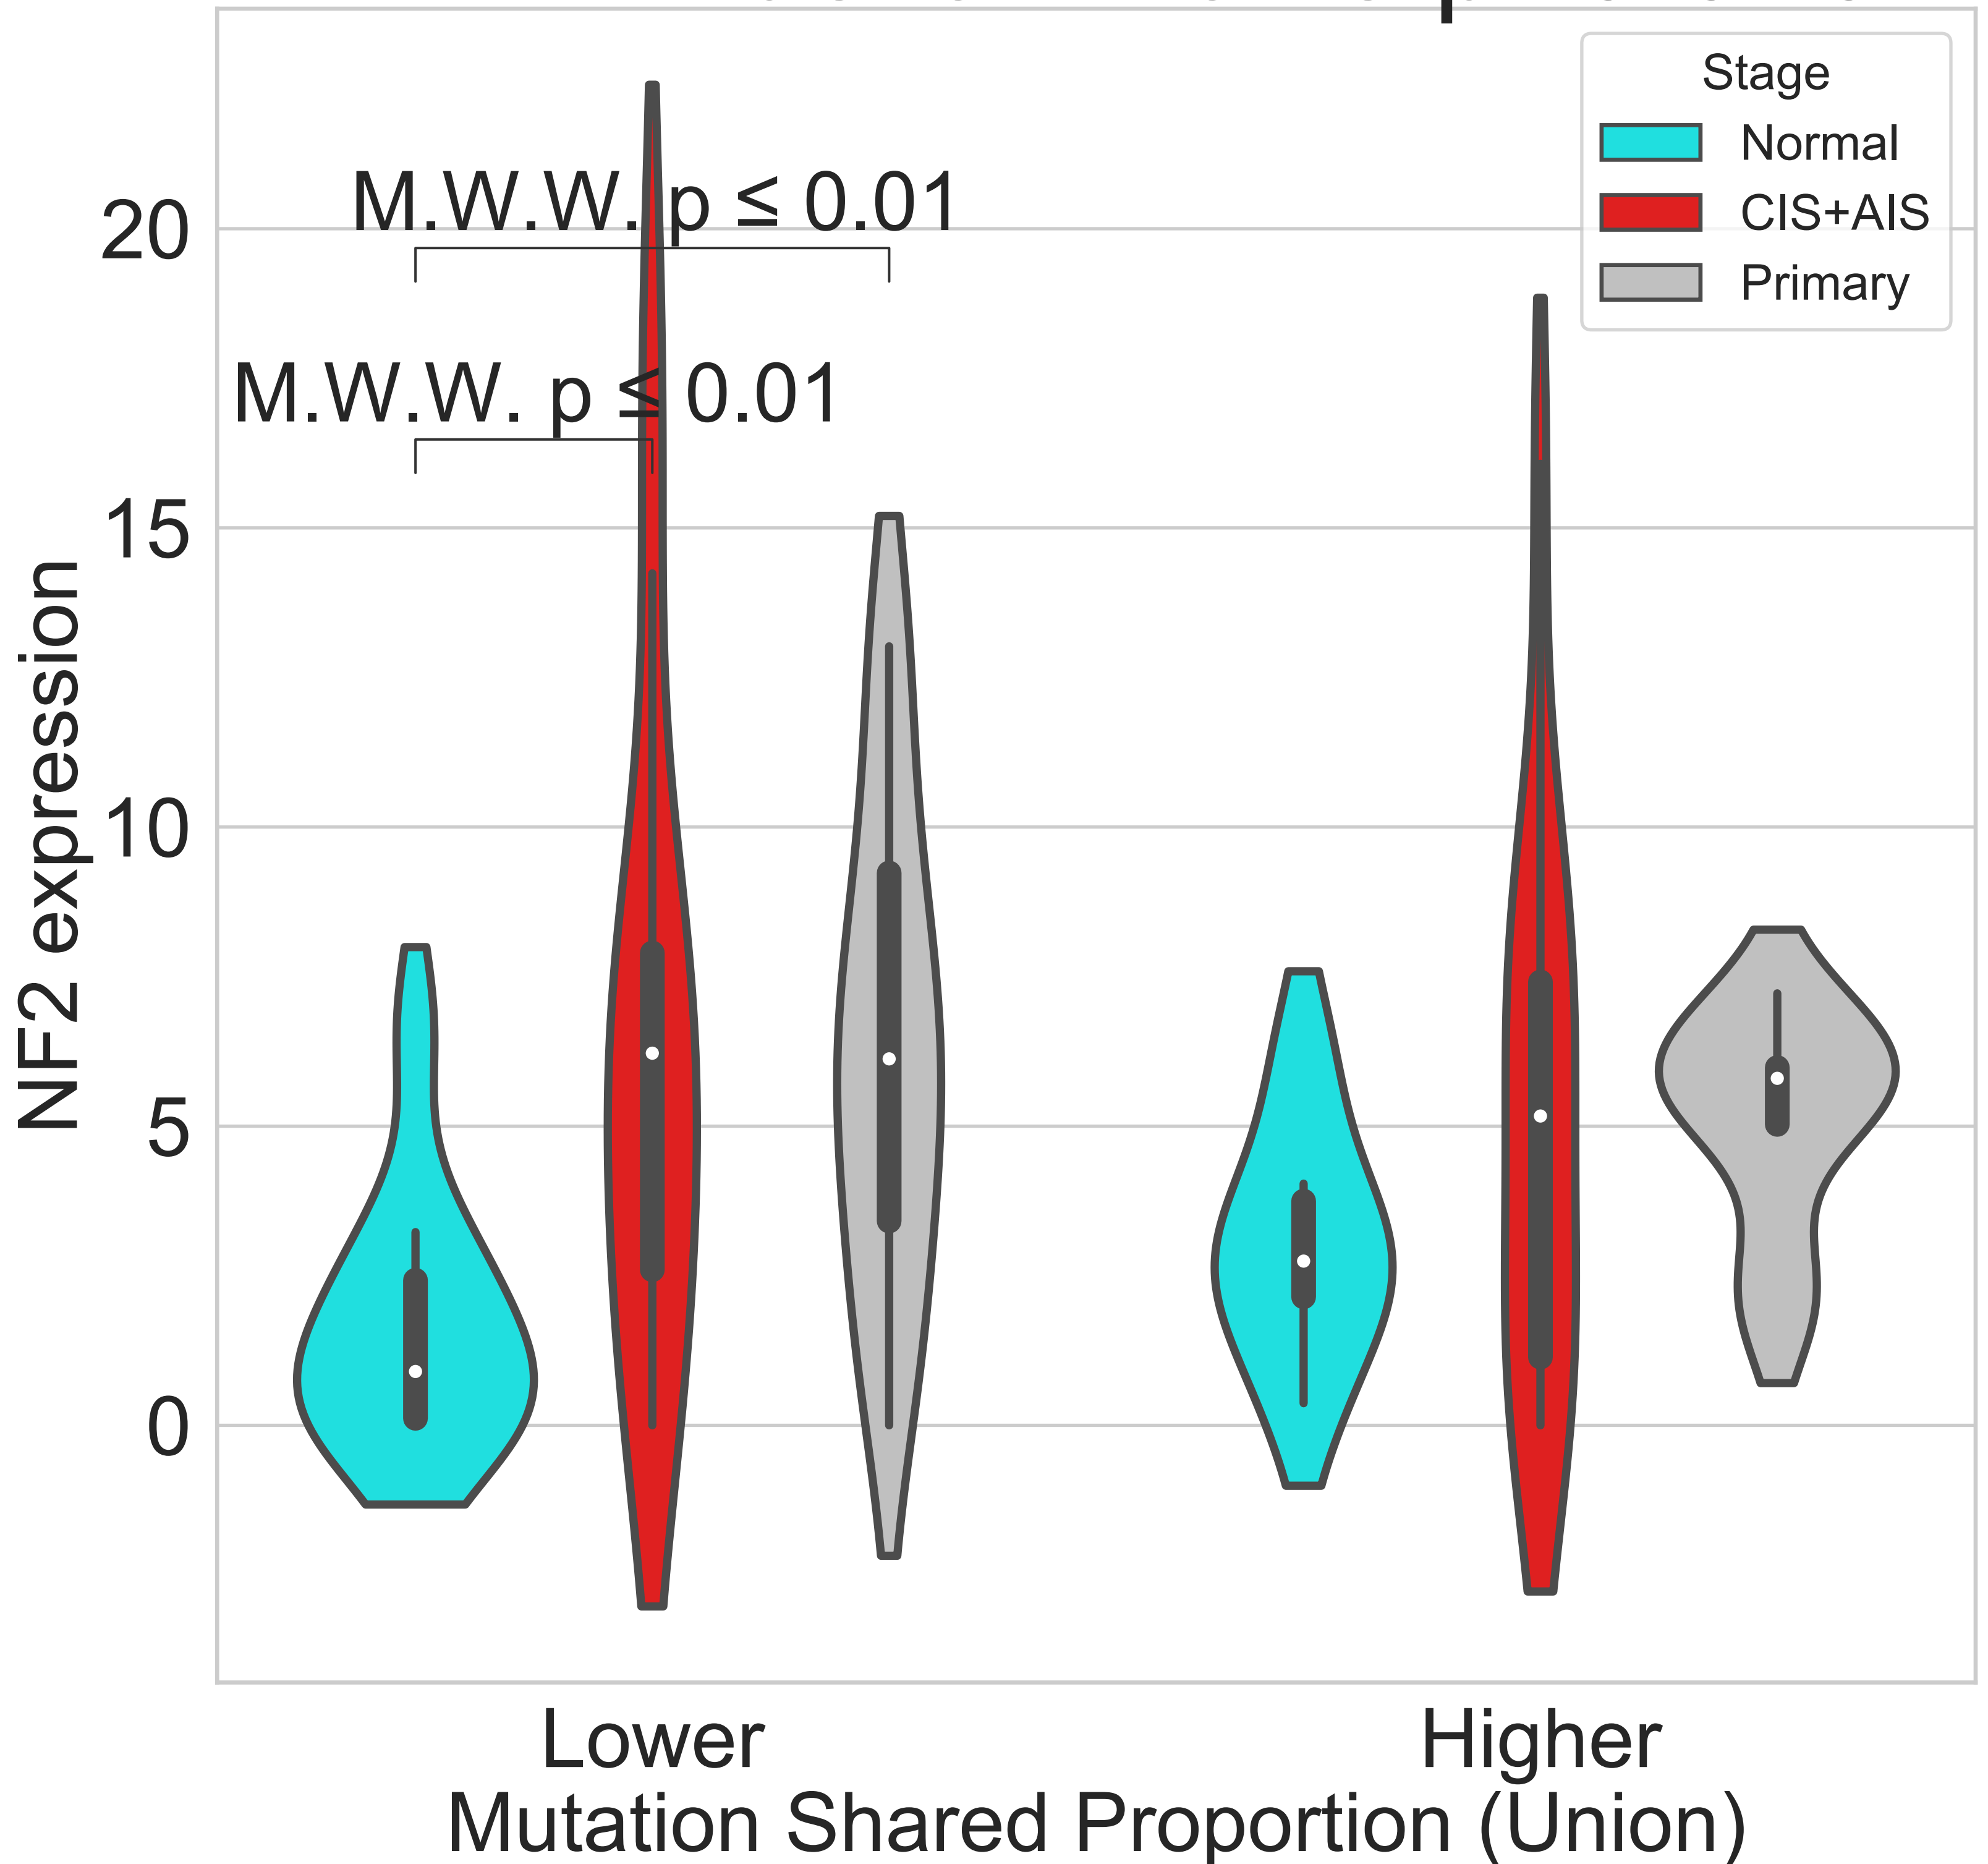 Stage
Normal
CIS+AIS
Primary
M.W.W. p ≤ 0.01
M.W.W. p ≤ 0.01
20
15
10
5
0
NF2 expression
Lower
Higher
Mutation Shared Proportion (Union)